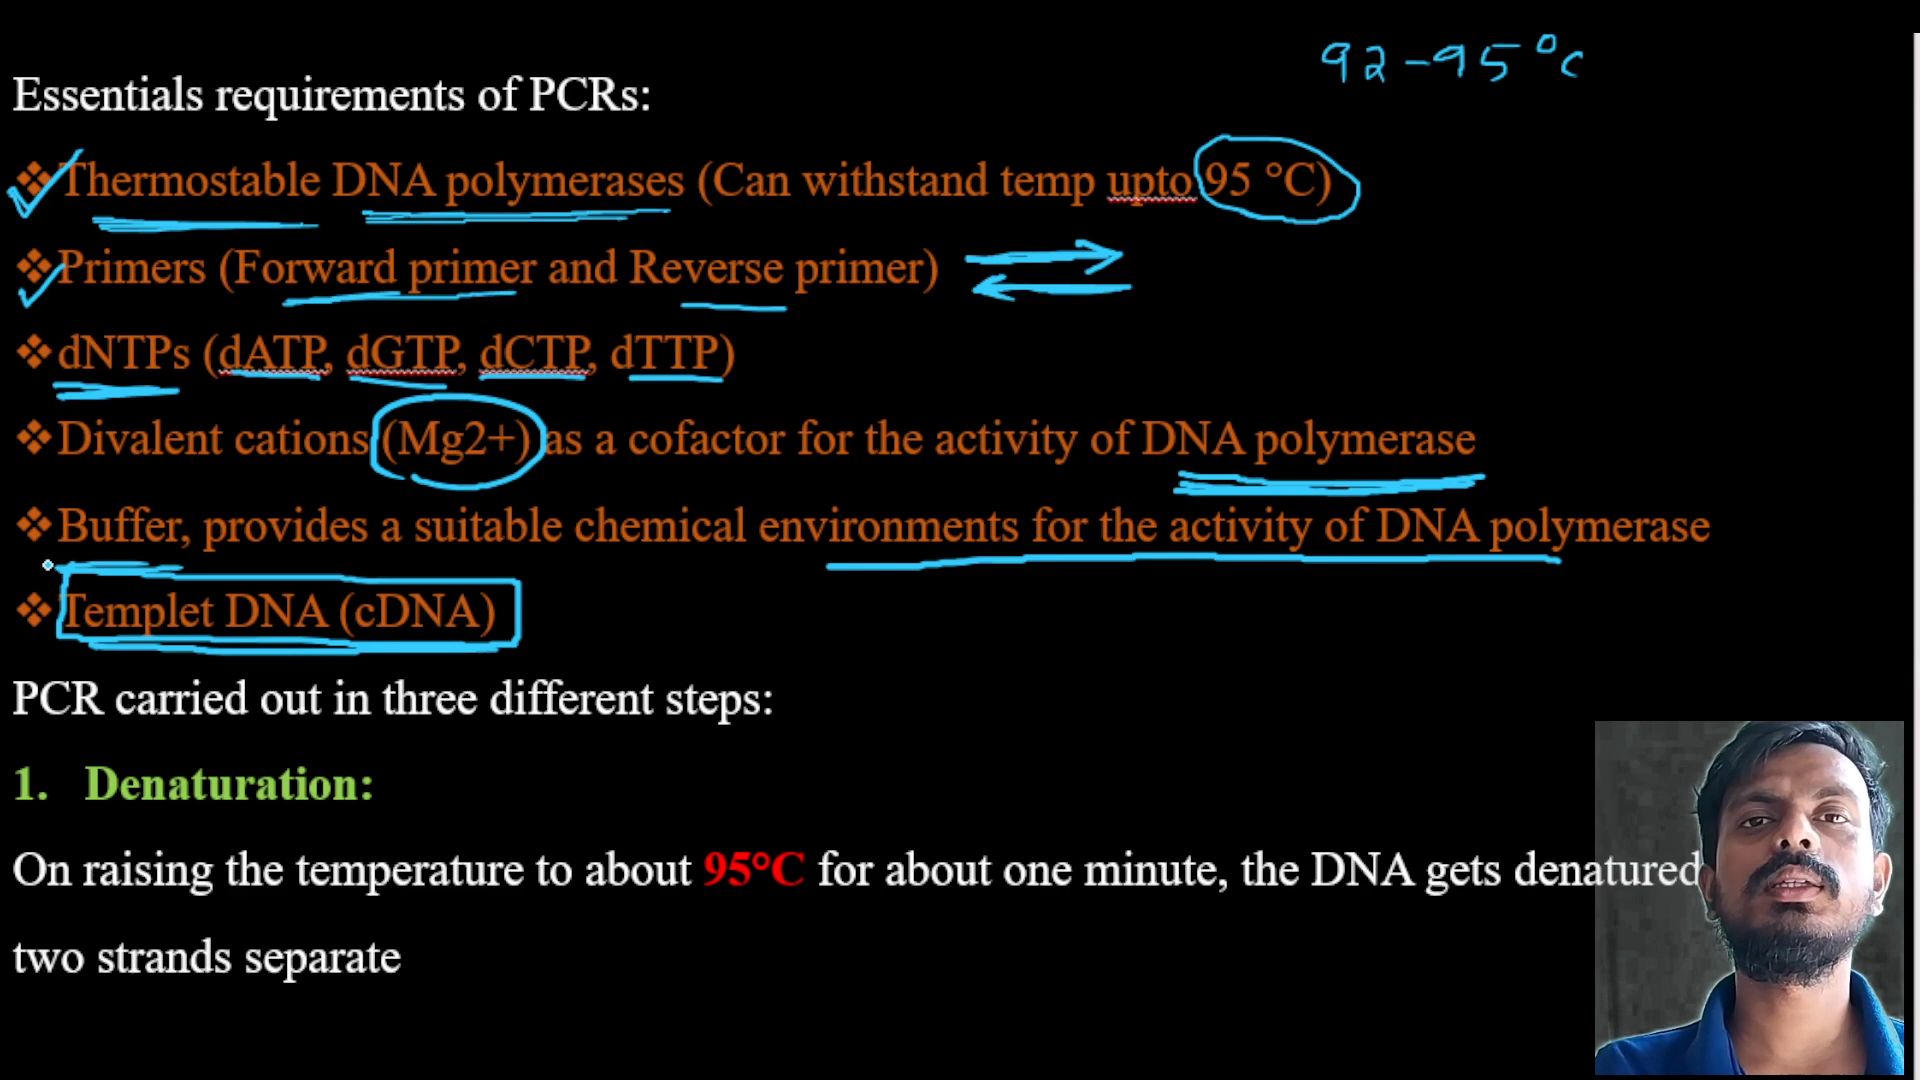 92-95°C
Essentials requirements of PCRs:
❖Thermostable DNA polymerases (Can withstand temp upto 95 °C)
❖Primers (Forward primer and Reverse primer)
❖dNTPs (dATP, dGTP, dCTP, dTTP)
❖Divalent cations (Mg2+) as a cofactor for the activity of DNA polymerase
❖Buffer, provides a suitable chemical environments for the activity of DNA polymerase
❖Templet DNA (cDNA)
PCR carried out in three different steps:
1. Denaturation:
On raising the temperature to about 95°C for about one minute, the DNA gets denatured
two strands separate